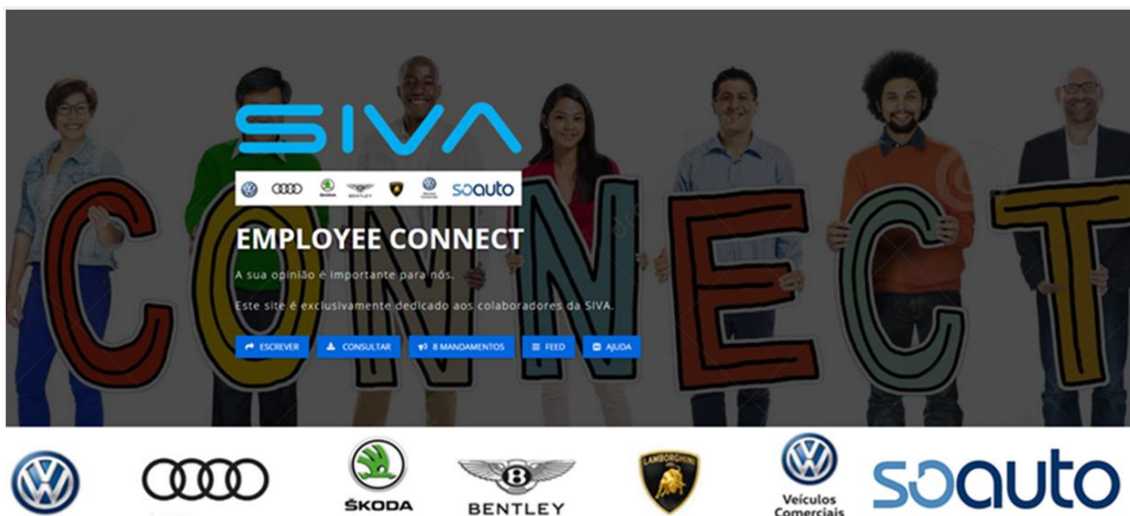 SIVA
BENTLEY
soauto
EMPLOYEE CONNECT
A sua opinião é importante para nós.
Este site é exclusivamente dedicado aos colaboradores da SIVA.
ESCREVER
CONSULTAR
8 MANDAMENTOS
FEED
AJUDA
CONNECT
ŠKODA
BENTLEY
LAMBORGHINI
Veículos
Comerciais
soauto